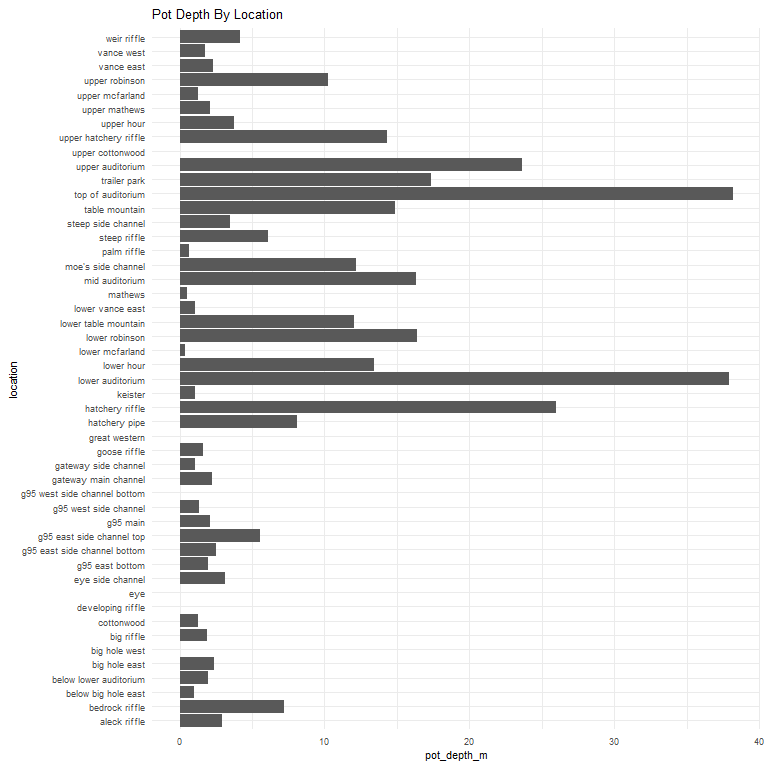 Pot Depth By Location
weir riffle
vance west
vance east
upper robinson
upper mcfarland
upper mathews
upper hour
upper hatchery riffle
upper cottonwood
upper auditorium
trailer park
top of auditorium
table mountain
steep side channel
steep riffle
palm riffle
moe's side channel
mid auditorium
mathews
lower vance east
lower table mountain
lower robinson
lower mcfarland
lower hour
lower auditorium
keister
hatchery riffle
hatchery pipe
great western
goose riffle
gateway side channel
gateway main channel
g95 west side channel bottom
g95 west side channel
g95 main
g95 east side channel top
g95 east side channel bottom
g95 east bottom
eye side channel
eye
developing riffle
cottonwood
big riffle
big hole west
big hole east
below lower auditorium
below big hole east
bedrock riffle
aleck riffle
location
0 10 20 30 40
pot_depth_m